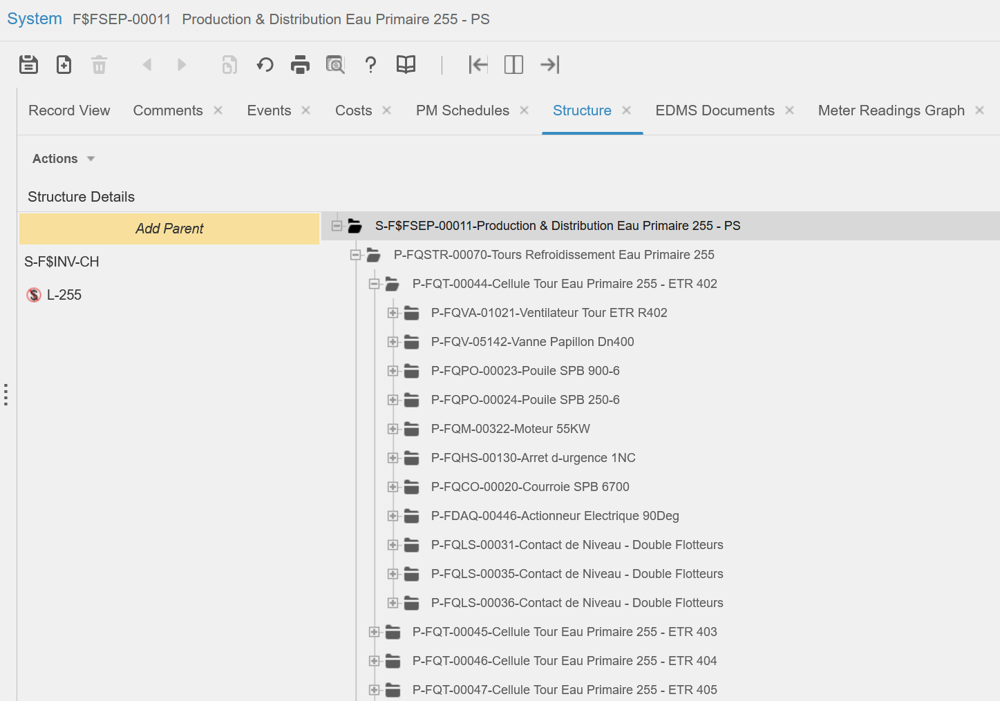 System F$FSEP-00011 Production & Distribution Eau Primaire 255 - PS
Record View Comments Events Costs PM Schedules Structure EDMS Documents Meter Readings Graph
Actions
Structure Details
Add Parent
S-F$INV-CH
L-255
S-F$FSEP-00011-Production & Distribution Eau Primaire 255 - PS
P-FQSTR-00070-Tours Refroidissement Eau Primaire 255
P-FQT-00044-Cellule Tour Eau Primaire 255 - ETR 402
P-FQVA-01021-Ventilateur Tour ETR R402
P-FQV-05142-Vanne Papillon Dn400
P-FQPO-00023-Pouile SPB 900-6
P-FQPO-00024-Pouile SPB 250-6
P-FQM-00322-Moteur 55KW
P-FQHS-00130-Arret d-urgence 1NC
P-FQCO-00020-Courroie SPB 6700
P-FDAQ-00446-Actionneur Electrique 90Deg
P-FQLS-00031-Contact de Niveau - Double Flotteurs
P-FQLS-00035-Contact de Niveau - Double Flotteurs
P-FQLS-00036-Contact de Niveau - Double Flotteurs
P-FQT-00045-Cellule Tour Eau Primaire 255 - ETR 403
P-FQT-00046-Cellule Tour Eau Primaire 255 - ETR 404
P-FQT-00047-Cellule Tour Eau Primaire 255 - ETR 405